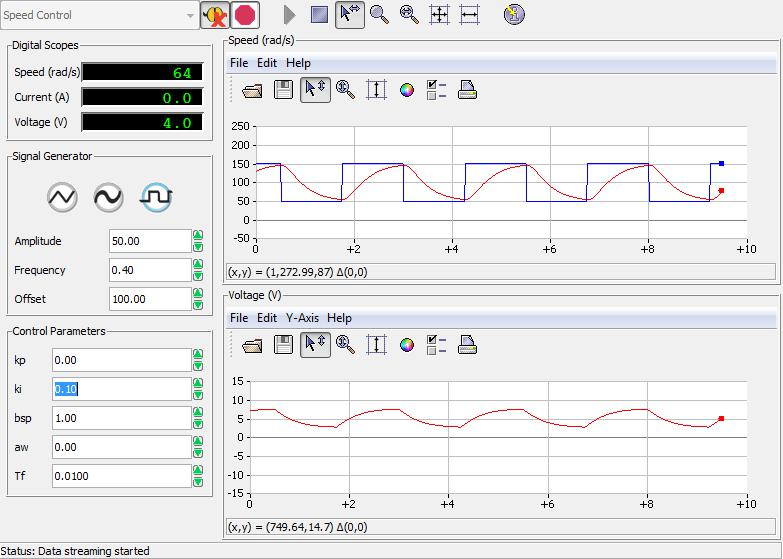 Speed Control
Digital Scopes
Speed (rad/s) 64
Current (A) 0.0
Voltage (V) 4.0
Signal Generator
Amplitude 50.00
Frequency 0.40
Offset 100.00
Control Parameters
kp 0.00
ki 0.10
bsp 1.00
aw 0.00
Tf 0.0100
Speed (rad/s)
File Edit Help
250
200
150
100
50
0
-50
0 +2 +4 +6 +8 +10
(x,y) = (1,272.99,87) Δ(0,0)
Voltage (V)
File Edit Y-Axis Help
15
10
5
0
-5
-10
-15
0 +2 +4 +6 +8 +10
(x,y) = (749.64,14.7) Δ(0,0)
Status: Data streaming started